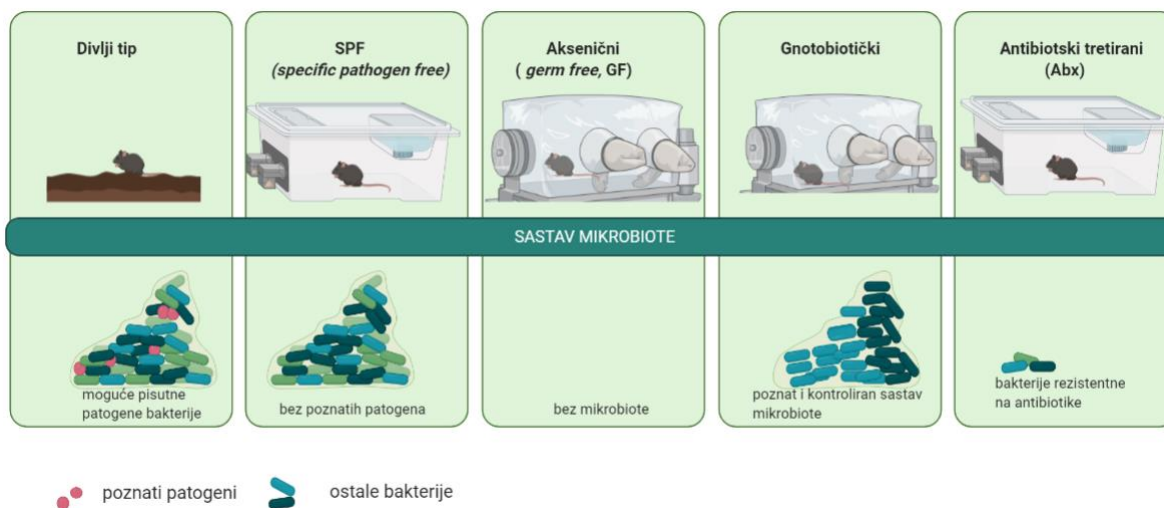 Divlji tip
SPF
(specific pathogen free)
Aksenični
( germ free, GF)
Gnotobiotički
Antibiotski tretirani
(Abx)
SASTAV MIKROBIOTE
moguće pisutne
patogene bakterije
bez poznatih patogena
bez mikrobiote
poznat i kontroliran sastav
mikrobiote
bakterije rezistentne
na antibiotike
poznati patogeni
ostale bakterije